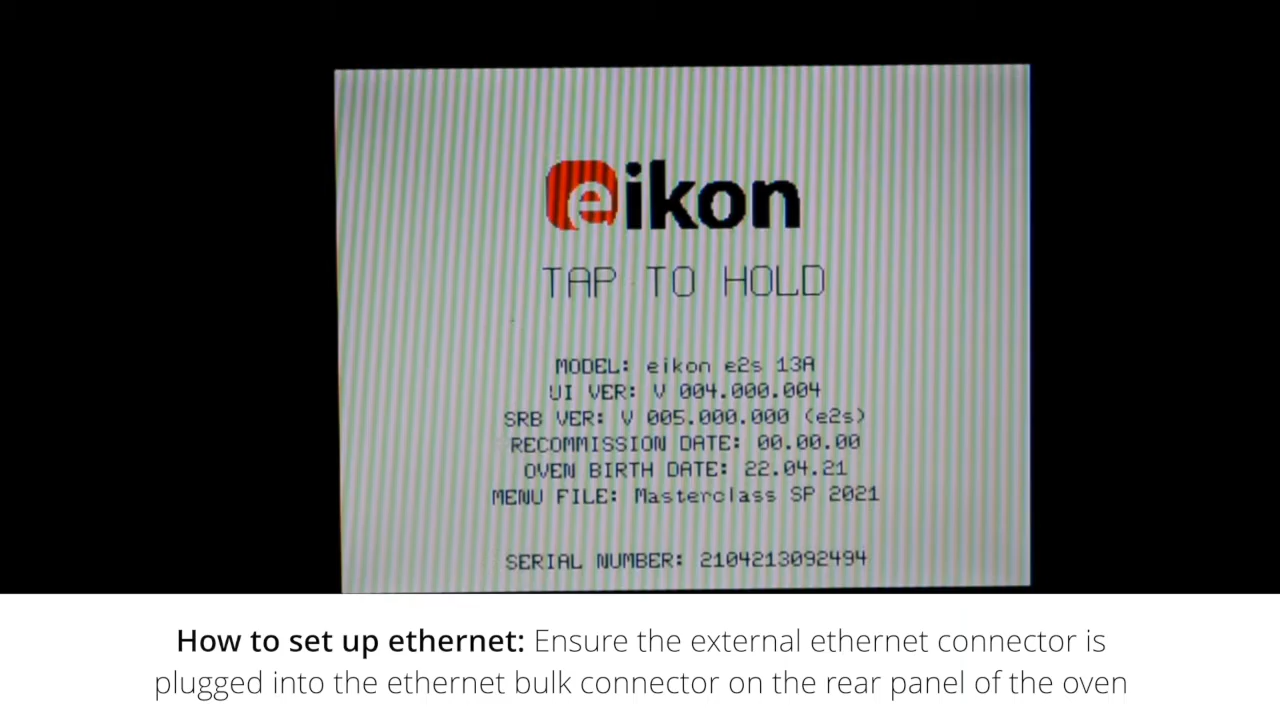 eikon
TAP TO HOLD
MODEL: eikon e2s 13A
UI VER: V 004.000.004
SRB VER: V 005.000.000 (e2s)
RECOMMISSION DATE: 00.00.00
OVEN BIRTH DATE: 22.04.21
MENU FILE: Masterclass SP 2021
SERIAL NUMBER: 2104213092494
How to set up ethernet: Ensure the external ethernet connector is
plugged into the ethernet bulk connector on the rear panel of the oven